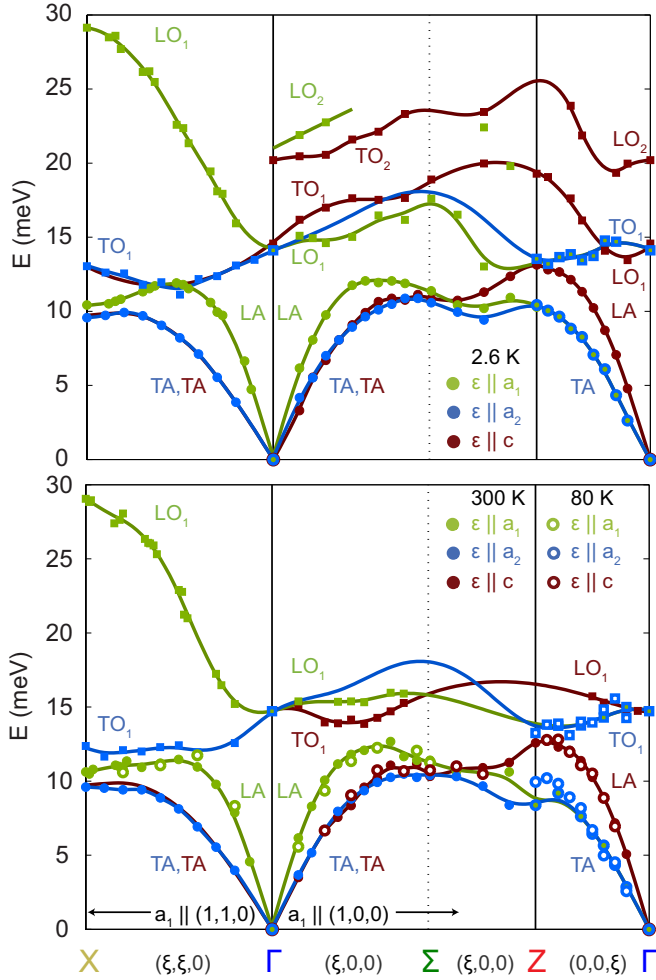 30
25
20
15
10
5
0
E (meV)
LO1
LO2
TO2
TO1
TO1
LO1
LA
LA
TA,TA
TA,TA
LO2
TO1
LO1
LA
TA
2.6 K
ε || a1
ε || a2
ε || c
30
25
20
15
10
5
0
E (meV)
LO1
TO1
LO1
TO1
LA
LA
TA,TA
TA,TA
LO1
TO1
LA
TA
300 K
ε || a1
ε || a2
ε || c
80 K
ε || a1
ε || a2
ε || c
a1 || (1,1,0)
a1 || (1,0,0)
X (ξ,ξ,0) Γ (ξ,0,0) Σ (ξ,0,0) Z (0,0,ξ) Γ